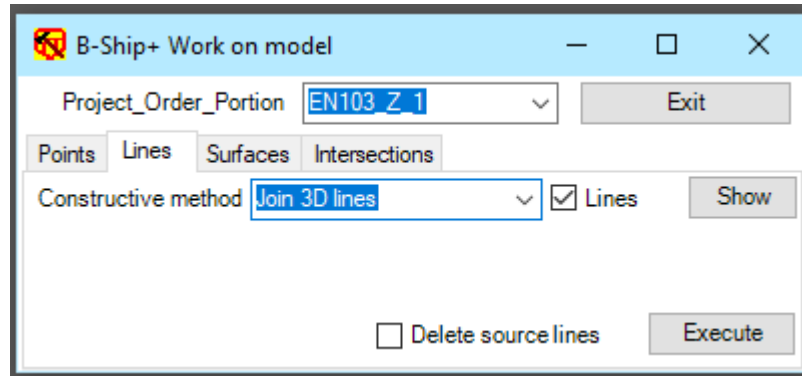 B-Ship+ Work on model
Project_Order_Portion EN103_Z_1 Exit
Points Lines Surfaces Intersections
Constructive method Join 3D lines Lines Show
Delete source lines Execute